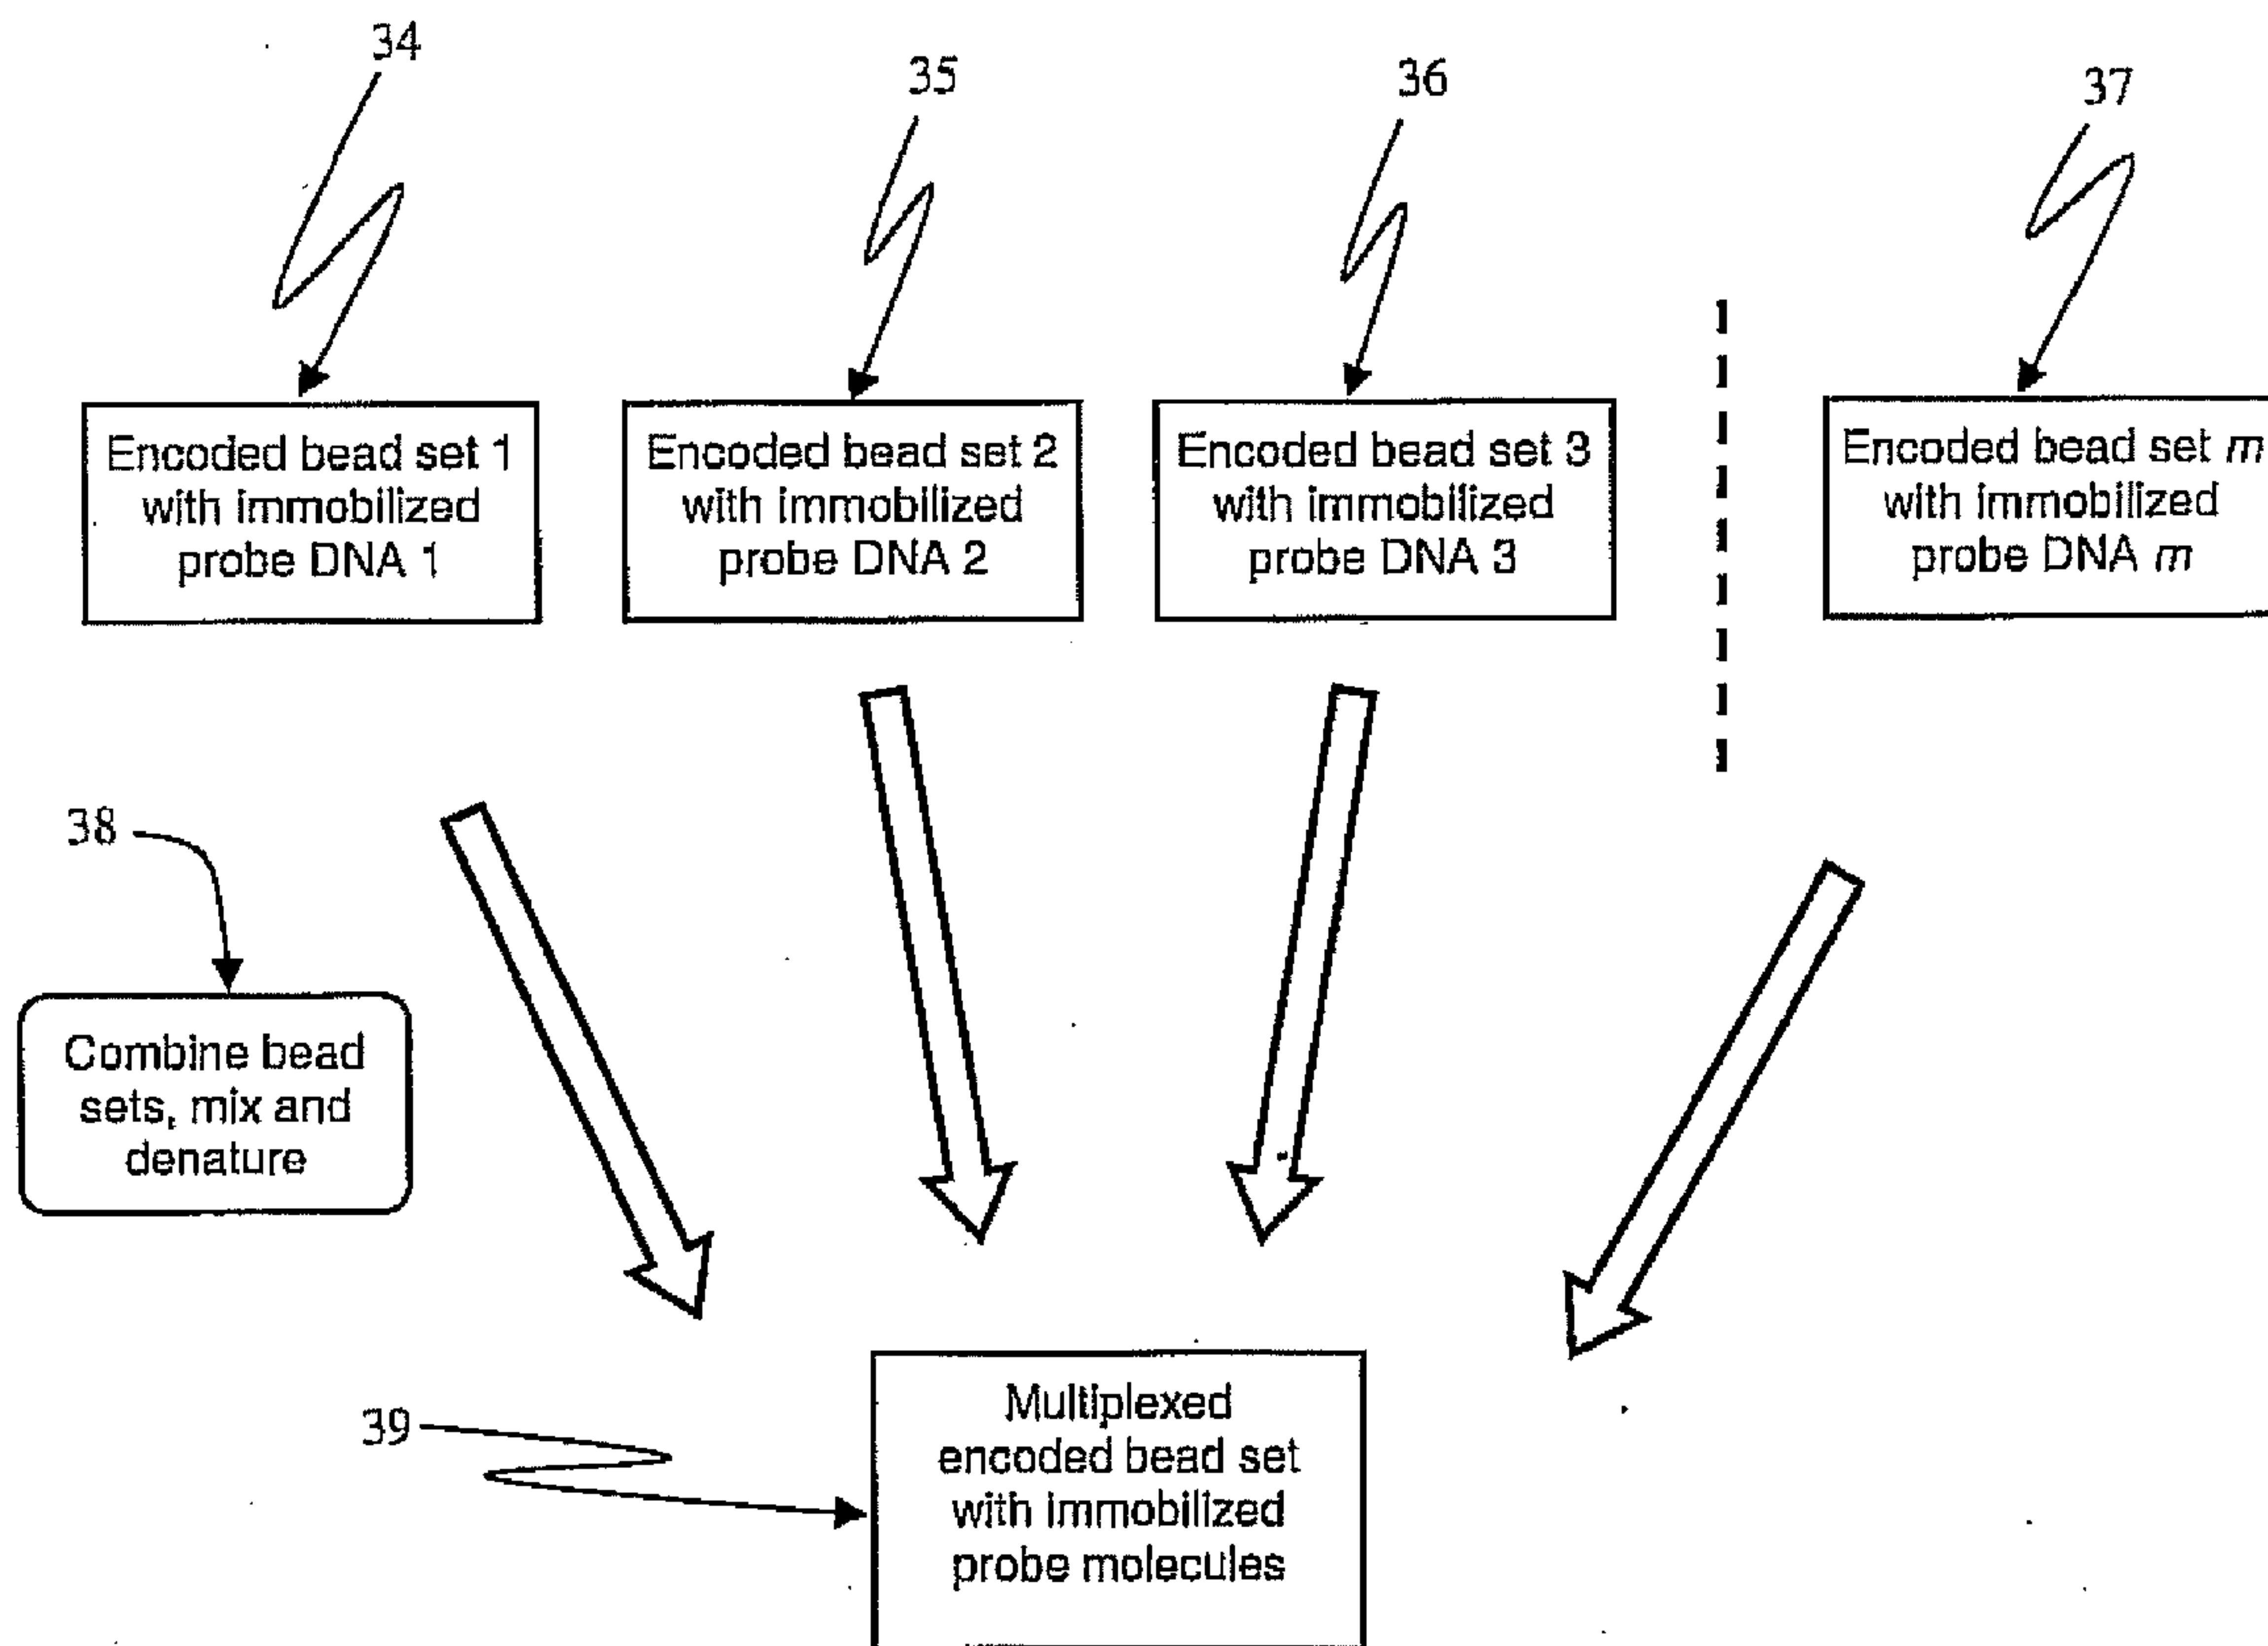 34
35
36
37
Encoded bead set 1
with immobilized
probe DNA 1
Encoded bead set 2
with immobilized
probe DNA 2
Encoded bead set 3
with immobilized
probe DNA 3
Encoded bead set m
with immobilized
probe DNA m
38
Combine bead
sets, mix and
denature
39
Multiplexed
encoded bead set
with immobilized
probe molecules